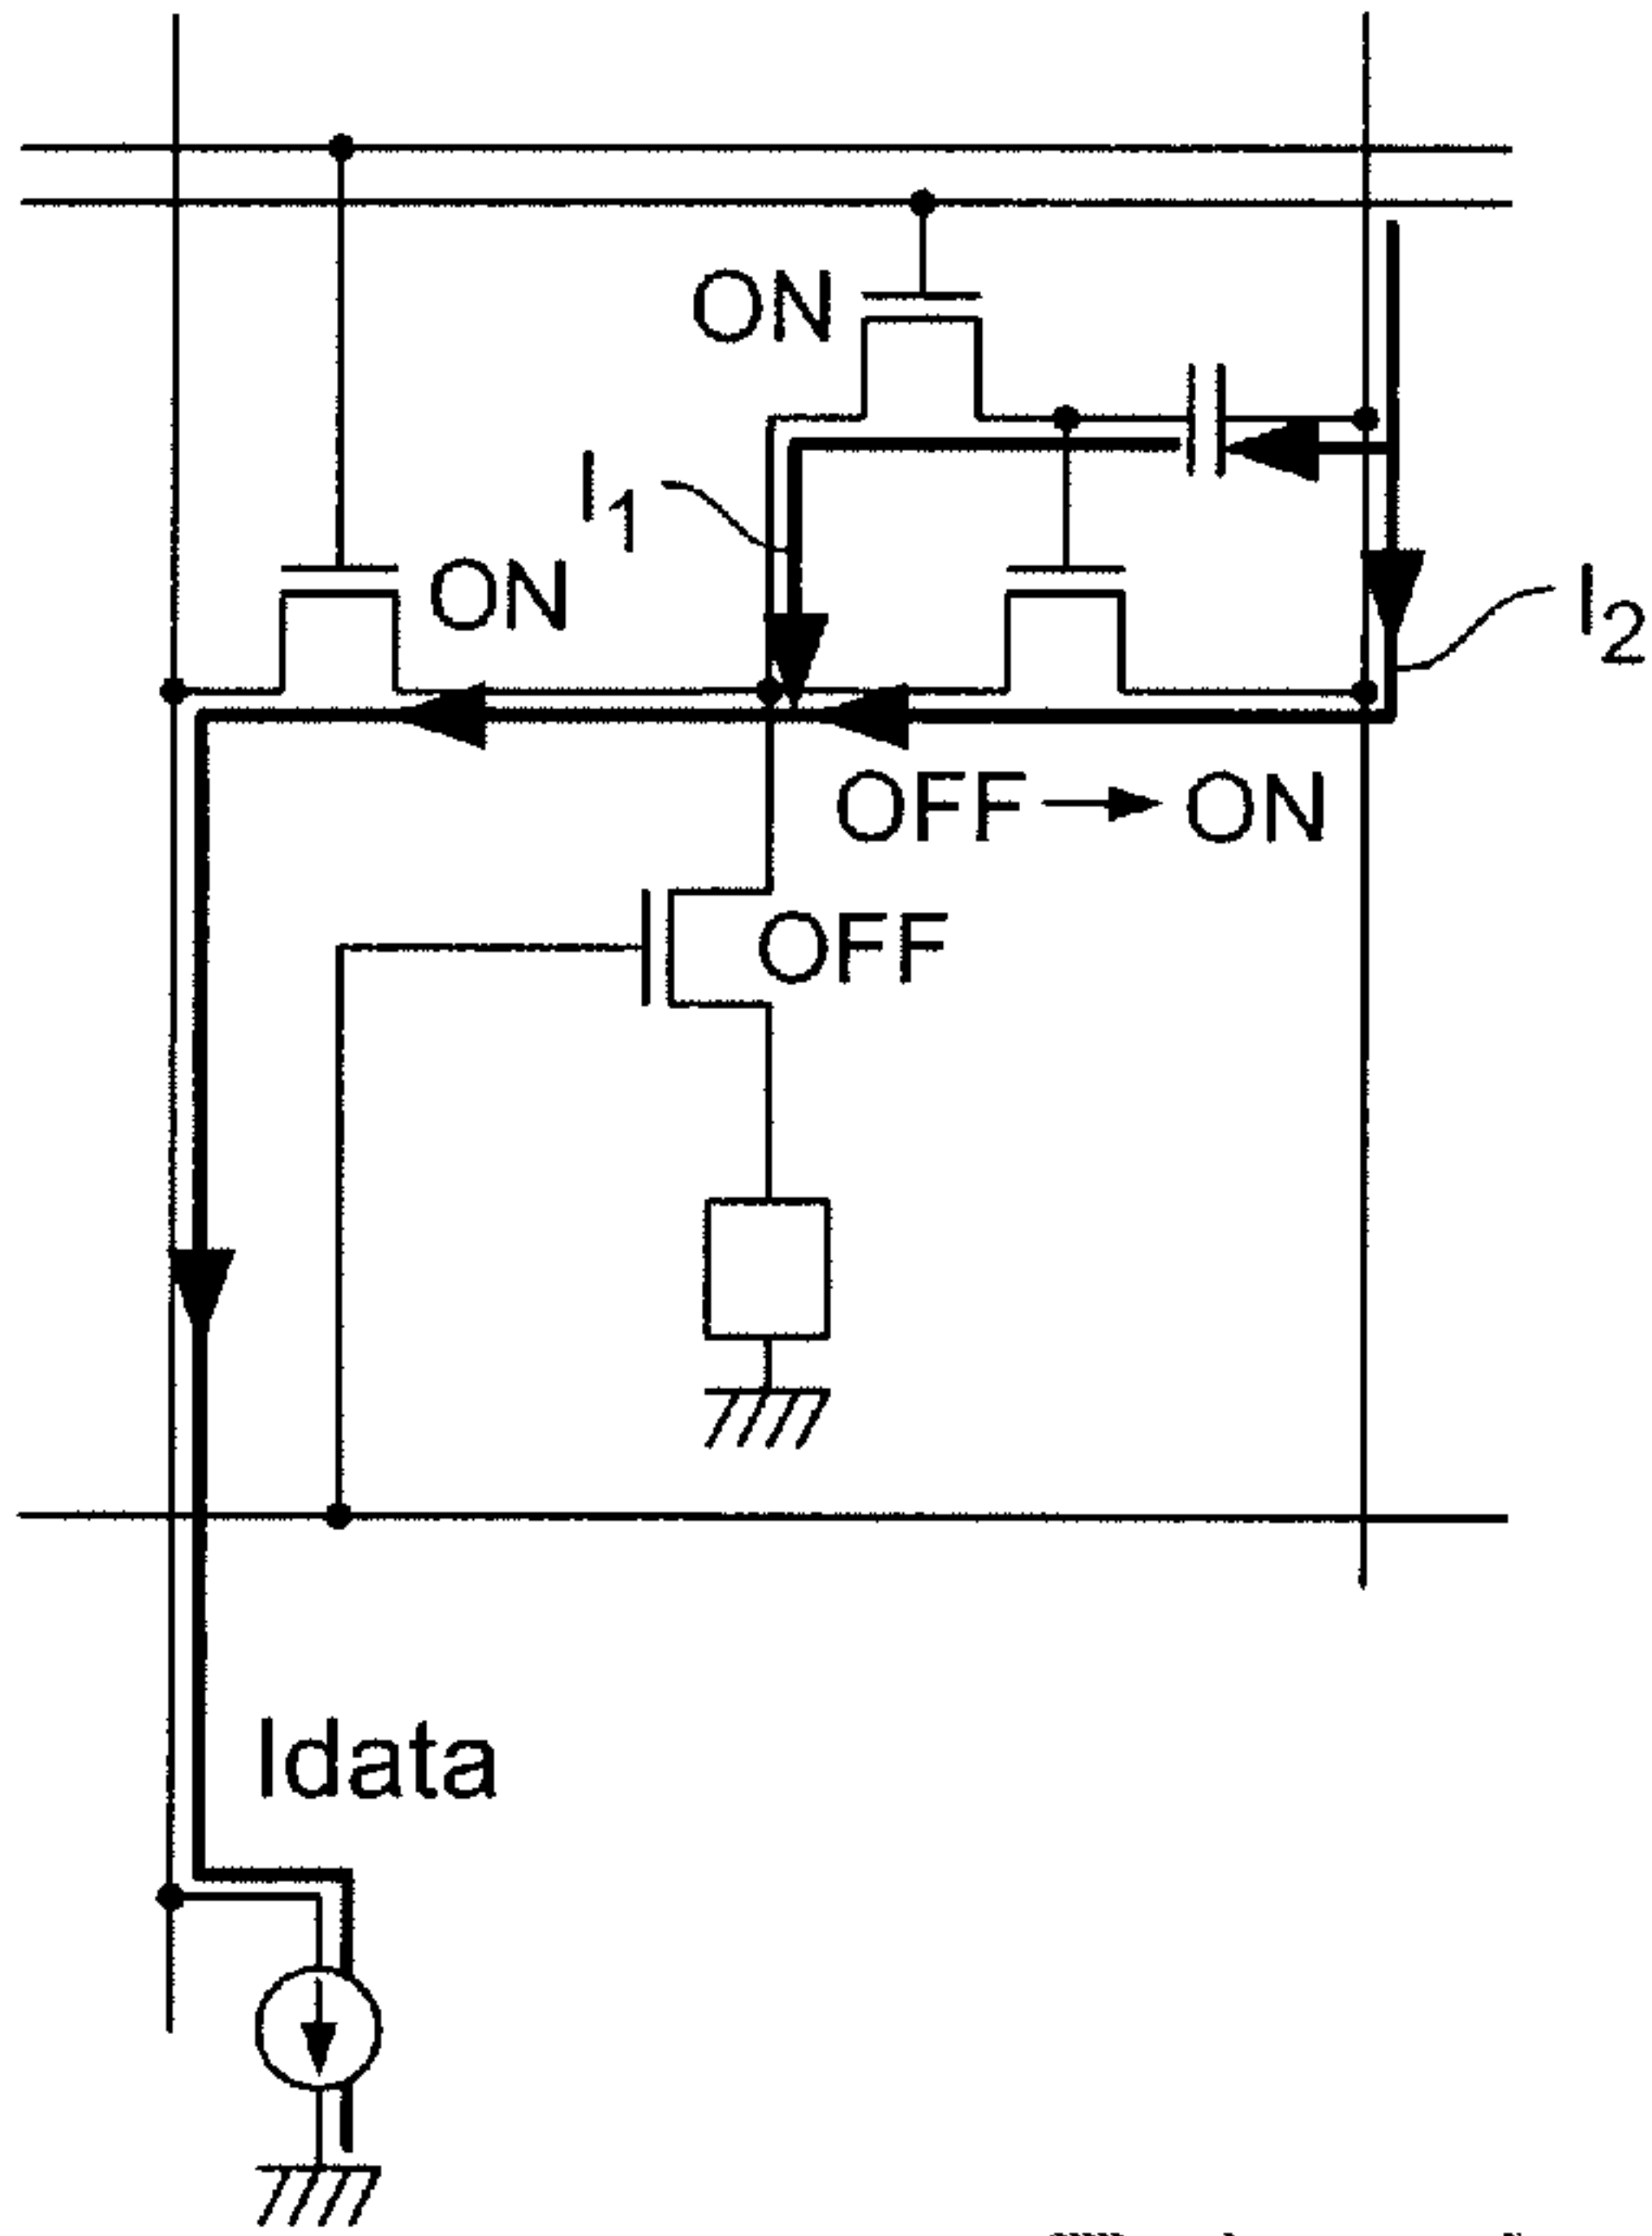 ON
I1
ON
I2
OFF → ON
OFF
Idata